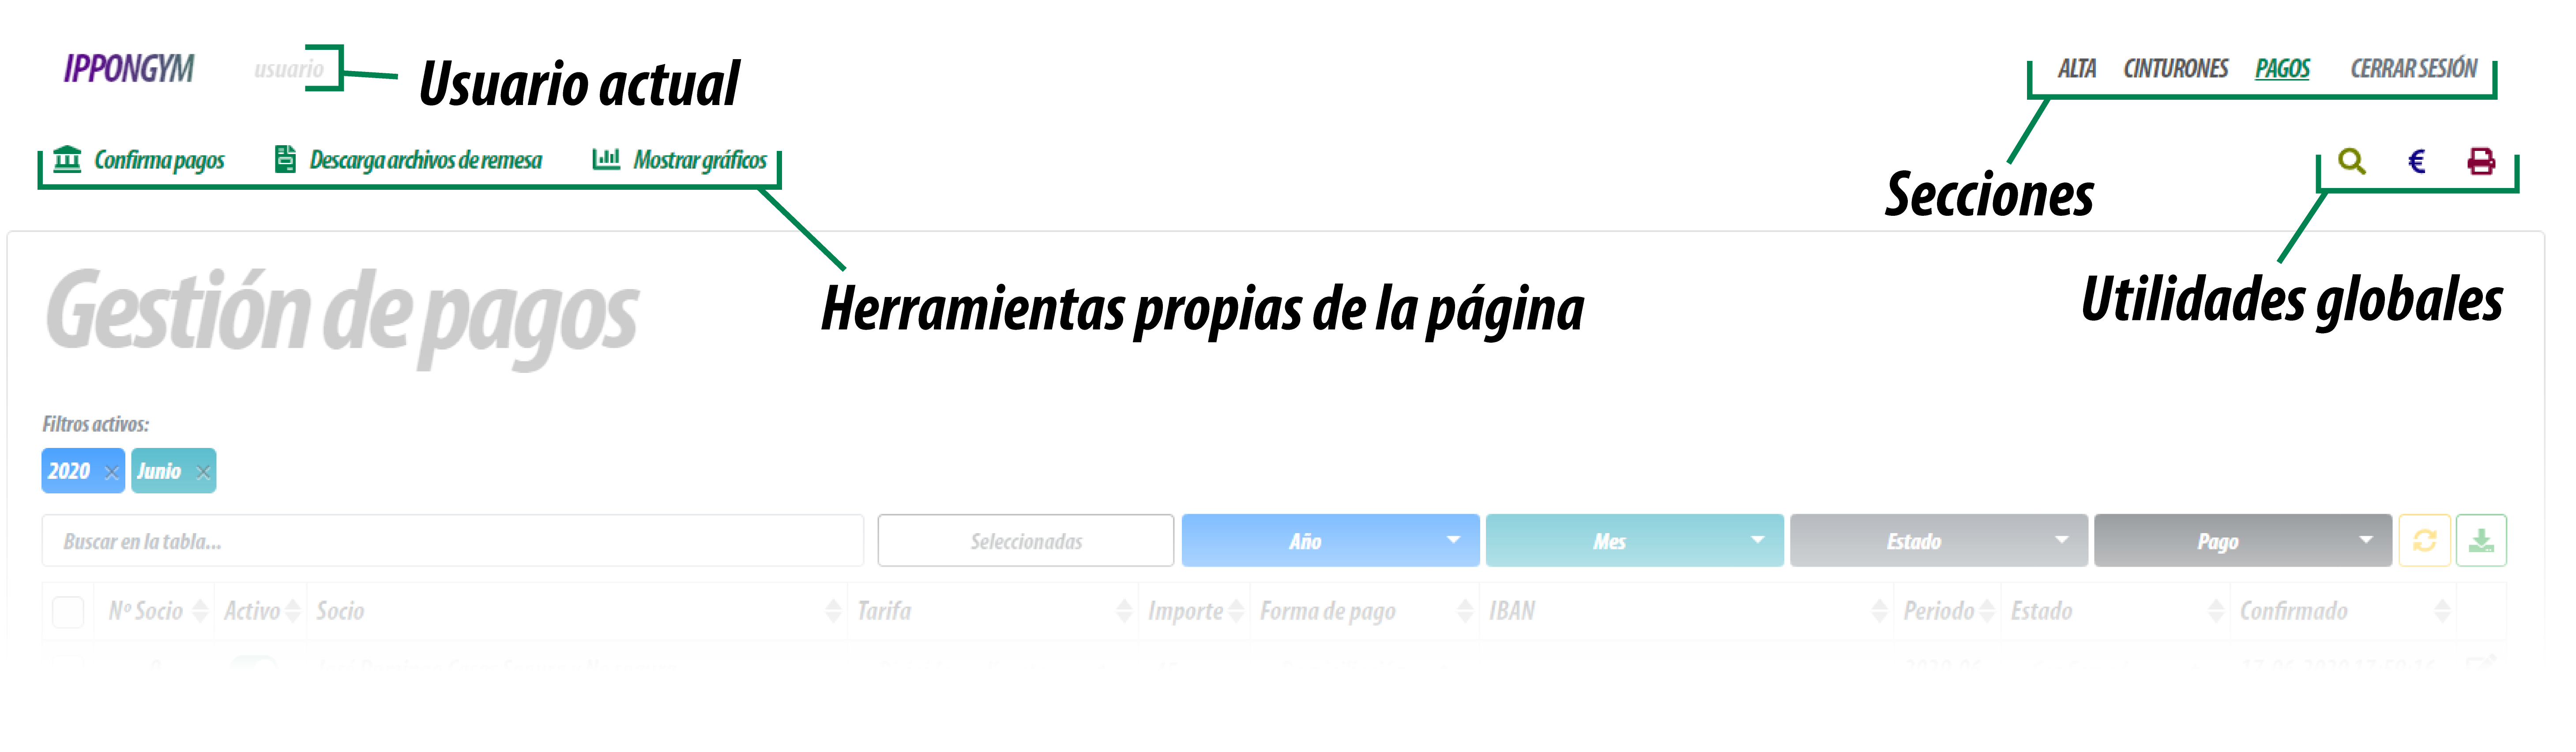 IPPONGYM usuario Usuario actual ALTA CINTURONES PAGOS CERRAR SESIÓN
Confirma pagos Descarga archivos de remesa Mostrar gráficos €
Secciones
Herramientas propias de la página Utilidades globales
Gestión de pagos
Filtros activos:
2020 × Junio ×
Buscar en la tabla... Seleccionadas Año Mes Estado Pago
Nº Socio Activo Socio Tarifa Importe Forma de pago IBAN Periodo Estado Confirmado